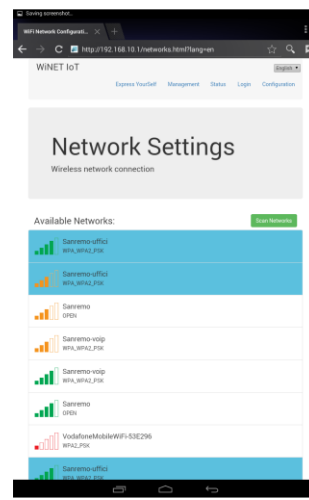 Saving screenshot...
WiFi Network Configurati...
http://192.168.10.1/networks.html?lang=en
WiNET IoT
English
Express YourSelf Management Status Login Configuration
Network Settings
Wireless network connection
Available Networks:
Scan Networks
Sanremo-uffici
WPA_WPA2_PSK
Sanremo-uffici
WPA_WPA2_PSK
Sanremo
OPEN
Sanremo-voip
WPA_WPA2_PSK
Sanremo-voip
WPA_WPA2_PSK
Sanremo
OPEN
VodafoneMobileWiFi-53E296
WPA2_PSK
Sanremo-uffici
WPA_WPA2_PSK